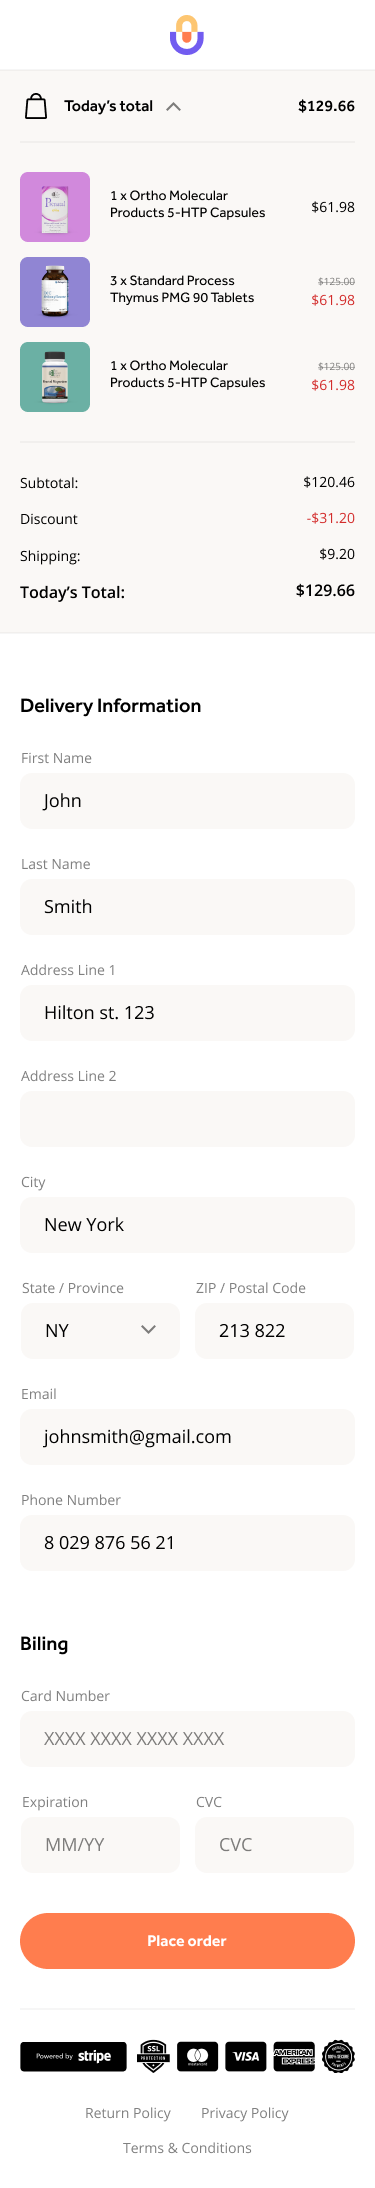 Today's total
$129.66
1 x Ortho Molecular
Products 5-HTP Capsules
$61.98
3 x Standard Process
Thymus PMG 90 Tablets
$125.00
$61.98
1 x Ortho Molecular
Products 5-HTP Capsules
$125.00
$61.98
Subtotal:
$120.46
Discount
-$31.20
Shipping:
$9.20
Today's Total:
$129.66
Delivery Information
First Name
John
Last Name
Smith
Address Line 1
Hilton st. 123
Address Line 2
City
New York
State / Province
ZIP / Postal Code
NY
213 822
Email
johnsmith@gmail.com
Phone Number
8 029 876 56 21
Biling
Card Number
XXXX XXXX XXXX XXXX
Expiration
CVC
MM/YY
CVC
Place order
Powered by stripe
SSL
PROTECTION
mastercard
VISA
AMERICAN
EXPRESS
100% SECURE
Return Policy
Privacy Policy
Terms & Conditions